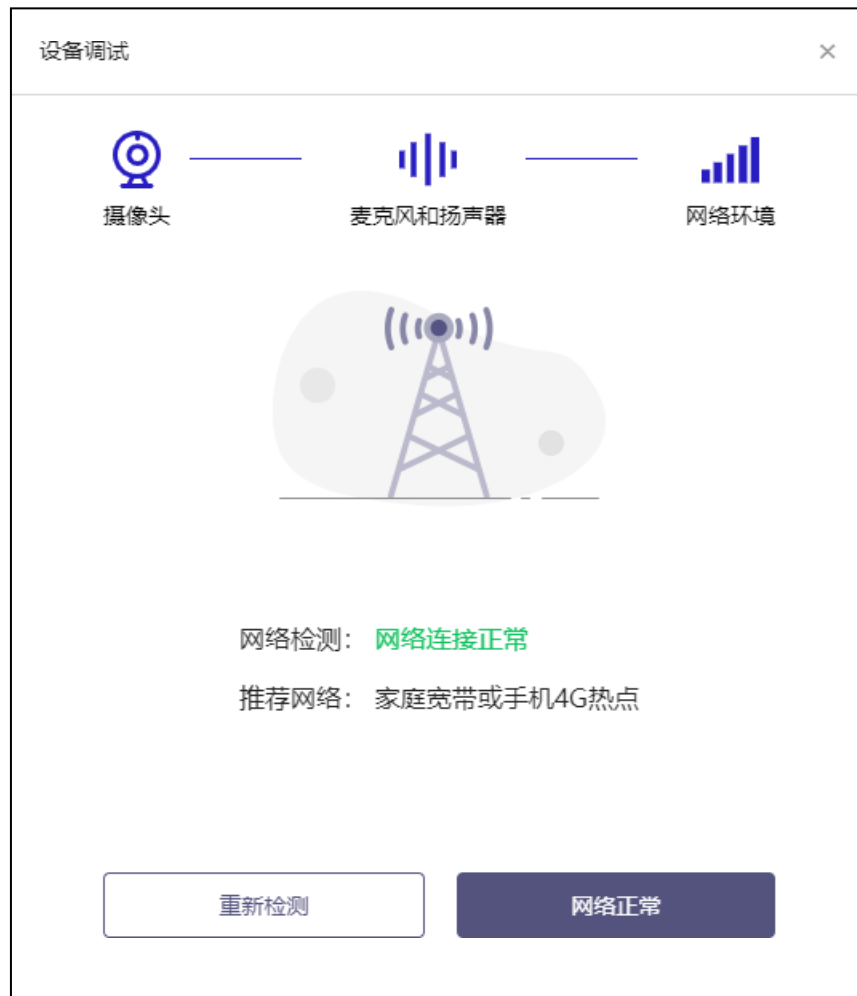 设备调试
摄像头
麦克风和扬声器
网络环境
网络检测： 网络连接正常
推荐网络： 家庭宽带或手机4G热点
重新检测
网络正常